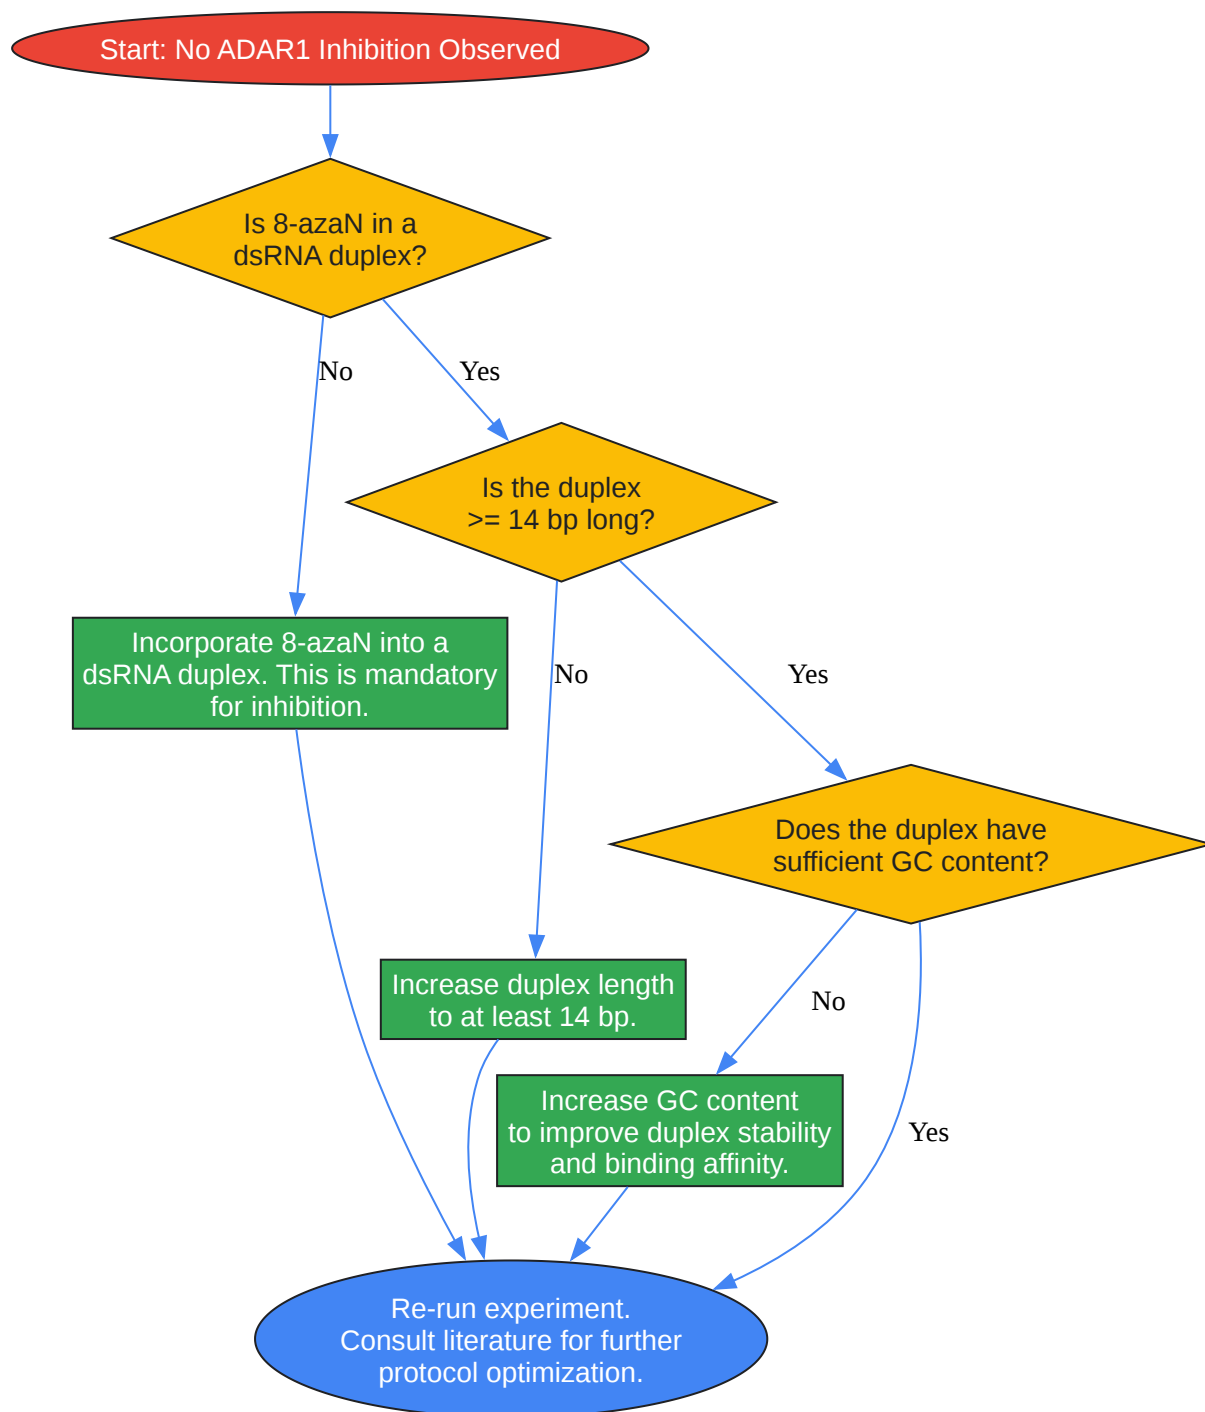 Start: No ADAR1 Inhibition Observed
Is 8-azaN in a
dsRNA duplex?
No
Yes
Is the duplex
>= 14 bp long?
Incorporate 8-azaN into a
dsRNA duplex. This is mandatory
for inhibition.
No
Yes
Does the duplex have
sufficient GC content?
Increase duplex length
to at least 14 bp.
No
Increase GC content
to improve duplex stability
and binding affinity.
Yes
Re-run experiment.
Consult literature for further
protocol optimization.